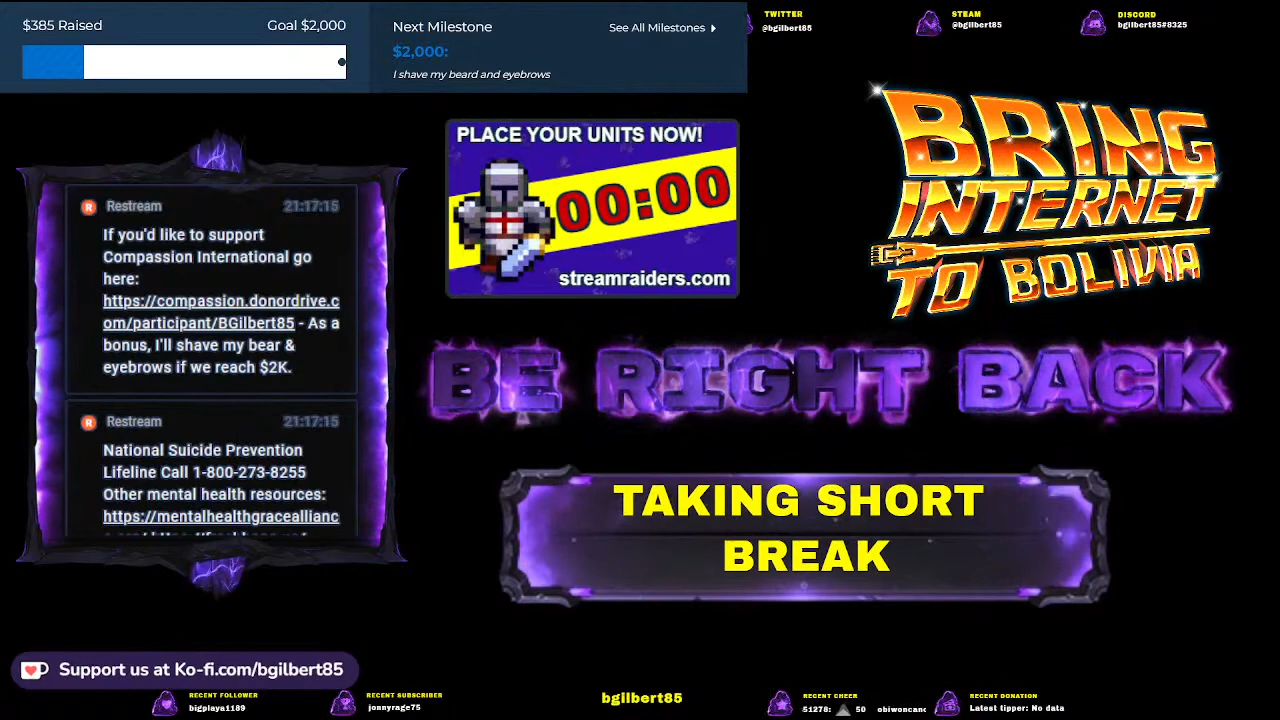 $385 Raised
Goal $2,000
Next Milestone
See All Milestones
$2,000:
I shave my beard and eyebrows
TWITTER
@bgilbert85
STEAM
@bgilbert85
DISCORD
bgilbert85#8325
PLACE YOUR UNITS NOW!
00:00
streamraiders.com
BRING
INTERNET
TO BOLIVIA
Restream 21:17:15
If you'd like to support
Compassion International go
here:
https://compassion.donordrive.c
om/participant/BGilbert85 - As a
bonus, I'll shave my bear &
eyebrows if we reach $2K.
Restream 21:17:15
National Suicide Prevention
Lifeline Call 1-800-273-8255
Other mental health resources:
https://mentalhealthgracealliance
BE RIGHT BACK
TAKING SHORT
BREAK
Support us at Ko-fi.com/bgilbert85
RECENT FOLLOWER
bigplaya1189
RECENT SUBSCRIBER
jonnyrage75
bgilbert85
RECENT CHEER
51278: 50 obiwoncano
RECENT DONATION
Latest tipper: No data